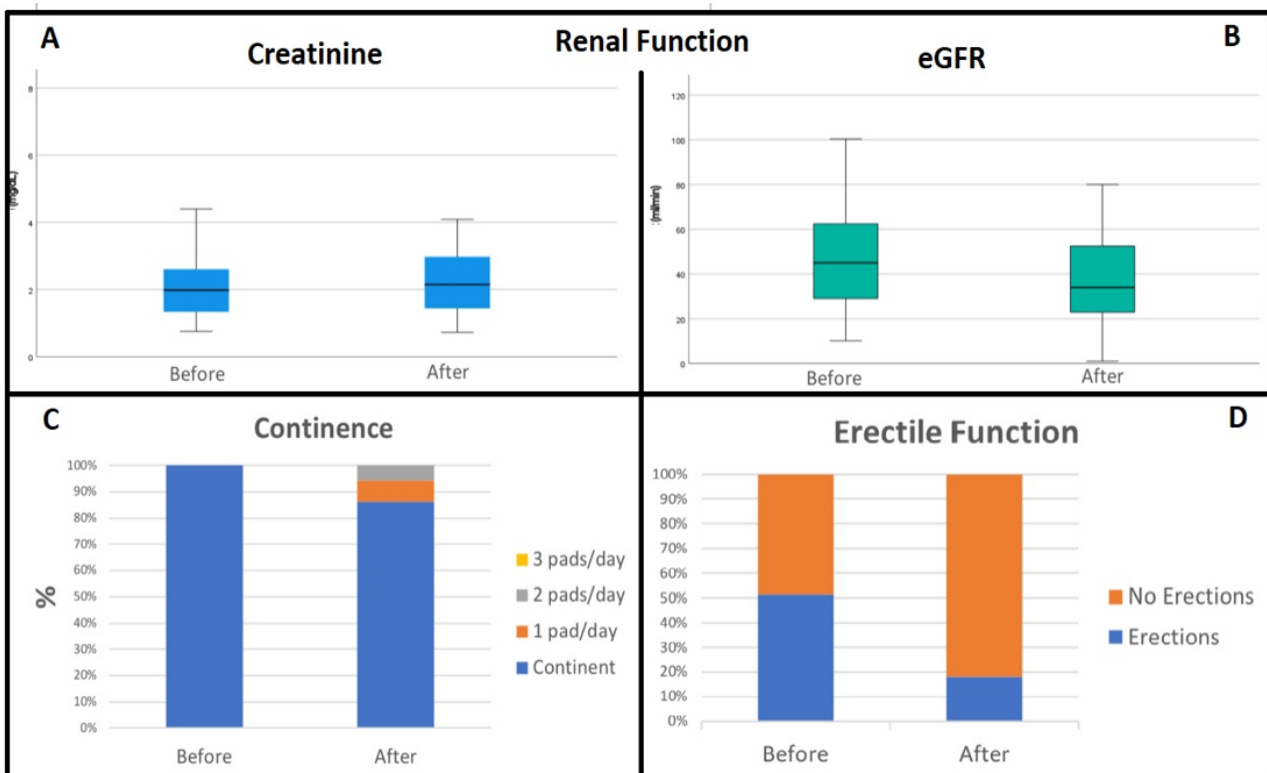 Renal Function
A
Creatinine
8
6
4
2
0
Before
After
B
eGFR
(ml/min)
120
100
80
60
40
20
0
Before
After
C
Continence
%
100%
90%
80%
70%
60%
50%
40%
30%
20%
10%
0%
Before
After
3 pads/day
2 pads/day
1 pad/day
Continent
D
Erectile Function
100%
90%
80%
70%
60%
50%
40%
30%
20%
10%
0%
Before
After
No Erections
Erections